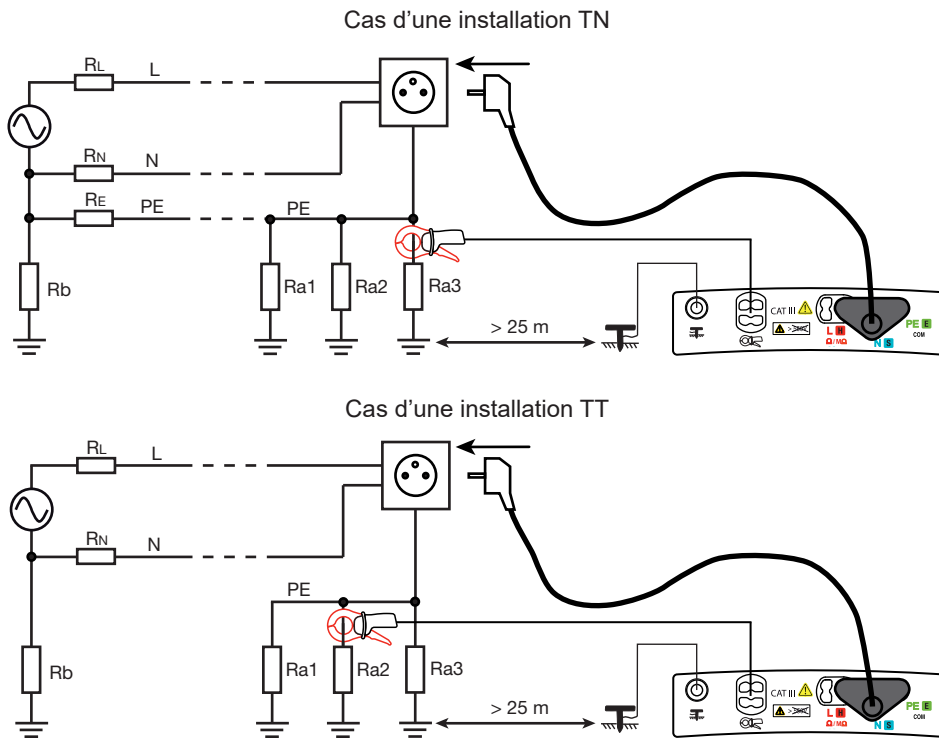 Cas d’une installation TN
RL
L
RN
N
RE
PE
PE
Rb
Ra1
Ra2
Ra3
> 25 m
CAT III
L H
Ω/MΩ
N S
PE E
COM
Cas d’une installation TT
RL
L
RN
N
PE
Rb
Ra1
Ra2
Ra3
> 25 m
CAT III
L H
Ω/MΩ
N S
PE E
COM